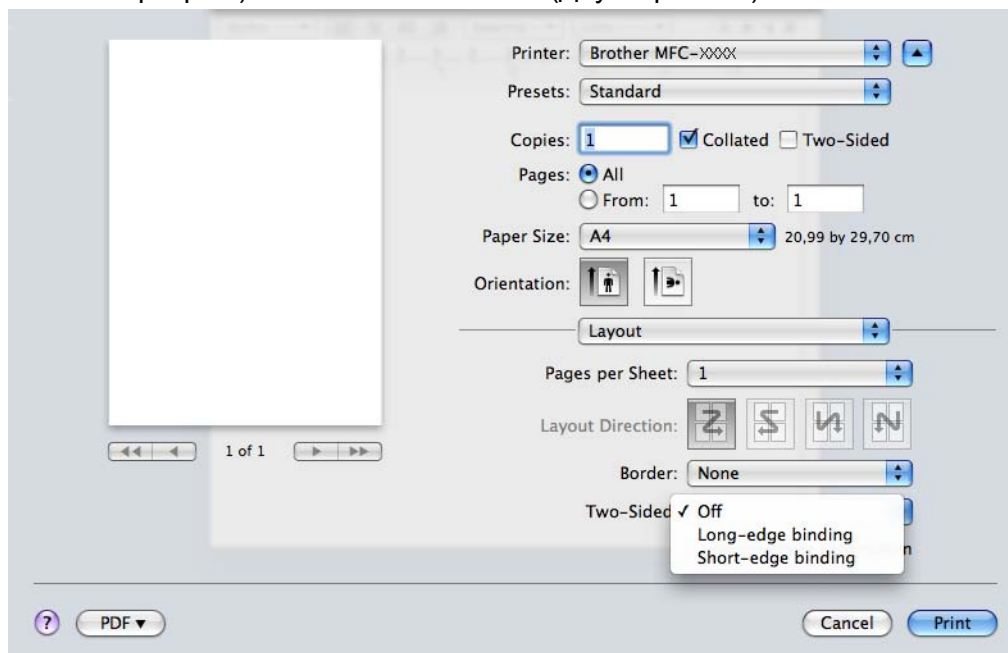 Printer: Brother MFC-XXXX
Presets: Standard
Copies: 1 Collated Two-Sided
Pages: All
From: 1 to: 1
Paper Size: A4 20,99 by 29,70 cm
Orientation:
Layout
Pages per Sheet: 1
Layout Direction:
Border: None
Two-Sided ✓ Off
Long-edge binding
Short-edge binding
1 of 1
? PDF ▼ Cancel Print